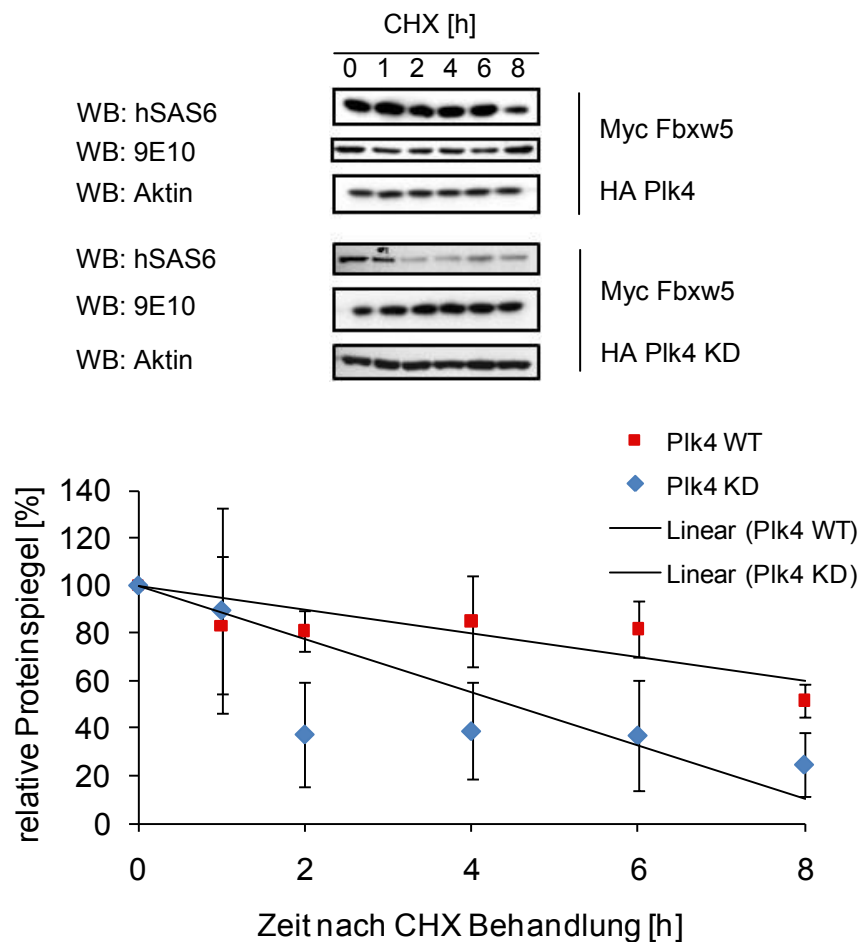 CHX [h]
0 1 2 4 6 8
WB: hSAS6
WB: 9E10
WB: Aktin
Myc Fbxw5
HA Plk4
WB: hSAS6
WB: 9E10
WB: Aktin
Myc Fbxw5
HA Plk4 KD
Plk4 WT
Plk4 KD
Linear (Plk4 WT)
Linear (Plk4 KD)
relative Proteinspiegel [%]
140
120
100
80
60
40
20
0
0 2 4 6 8
Zeit nach CHX Behandlung [h]